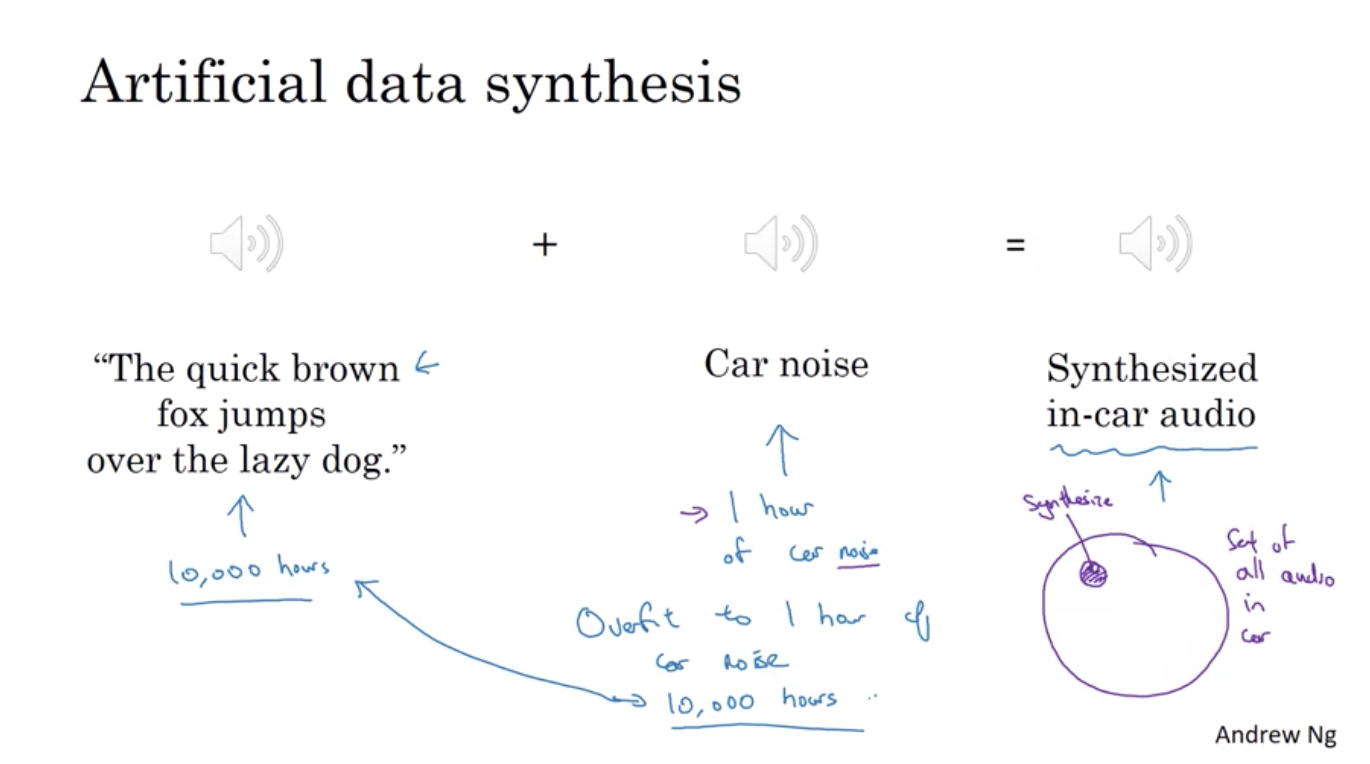 Artificial data synthesis
+
=
“The quick brown ←
fox jumps
over the lazy dog.”
↑
10,000 hours
Car noise
↑
→ 1 hour
of car noise
Overfit to 1 hour of
car noise
10,000 hours ..
Synthesized
in-car audio
↑
Synthesize
Set of
all audio
in
car
Andrew Ng